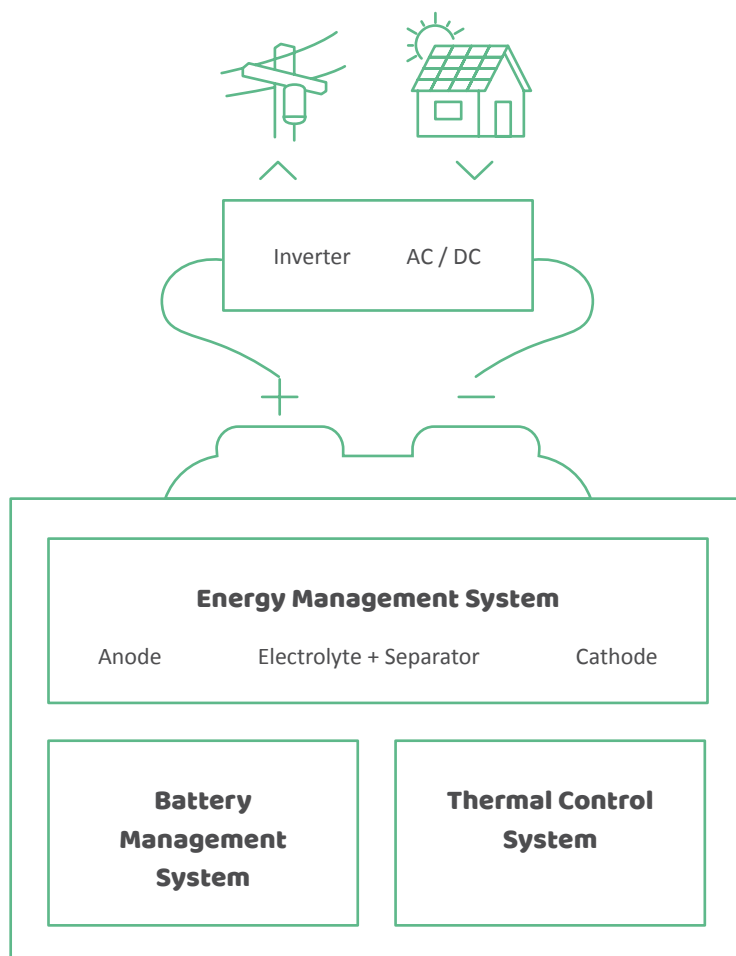 Inverter AC / DC
Energy Management System
Anode Electrolyte + Separator Cathode
Battery
Management
System
Thermal Control
System